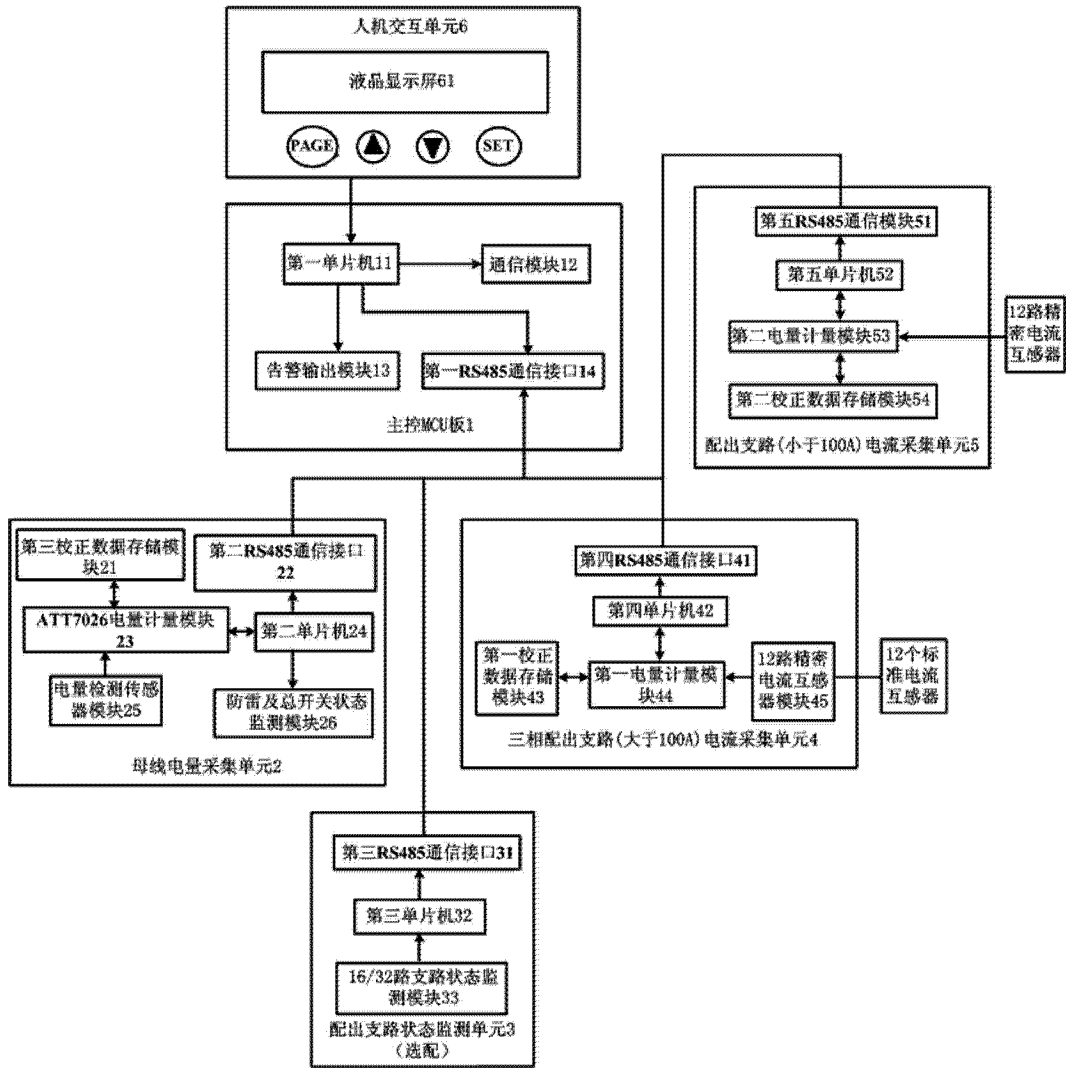 人机交互单元6
液晶显示屏61
PAGE
SET
第一单片机11
通信模块12
告警输出模块13
第一RS485通信接口14
主控MCU板1
第五RS485通信模块51
第五单片机52
第二电量计量模块53
第二校正数据存储模块54
配出支路(小于100A)电流采集单元5
12路精
密电流
互感器
第三校正数据存储模
块21
第二RS485通信接口
22
ATT7026电量计量模块
23
第二单片机24
电量检测传感
器模块25
防雷及总开关状态
监测模块26
母线电量采集单元2
第四RS485通信接口41
第四单片机42
第一校正
数据存储
模块43
第一电量计量模
块44
12路精密
电流互感
器模块45
12个标
准电流
互感器
三相配出支路(大于100A)电流采集单元4
第三RS485通信接口31
第三单片机32
16/32路支路状态监
测模块33
配出支路状态监测单元3
（选配）